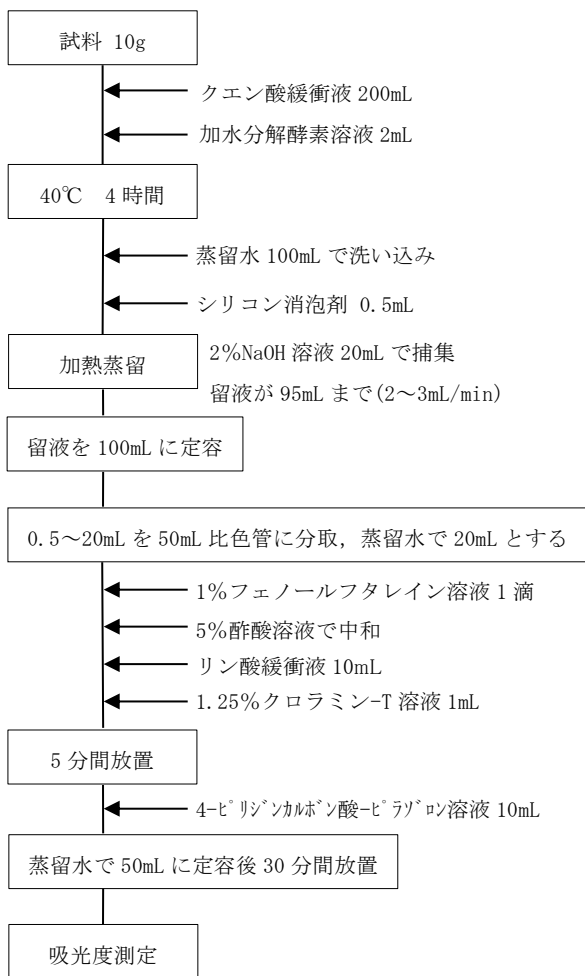 試料 10g
クエン酸緩衝液 200mL
加水分解酵素溶液 2mL
40℃ 4時間
蒸留水 100mL で洗い込み
シリコン消泡剤 0.5mL
加熱蒸留
2%NaOH 溶液 20mL で捕集
留液が 95mL まで(2～3mL/min)
留液を 100mL に定容
0.5～20mL を 50mL 比色管に分取，蒸留水で 20mL とする
1%フェノールフタレイン溶液 1 滴
5%酢酸溶液で中和
リン酸緩衝液 10mL
1.25%クロラミン-T 溶液 1mL
5 分間放置
4-ﾋﾟﾘｼﾞﾝｶﾙﾎﾞﾝ酸-ﾋﾟﾗｿﾞﾛﾝ溶液 10mL
蒸留水で 50mL に定容後 30 分間放置
吸光度測定